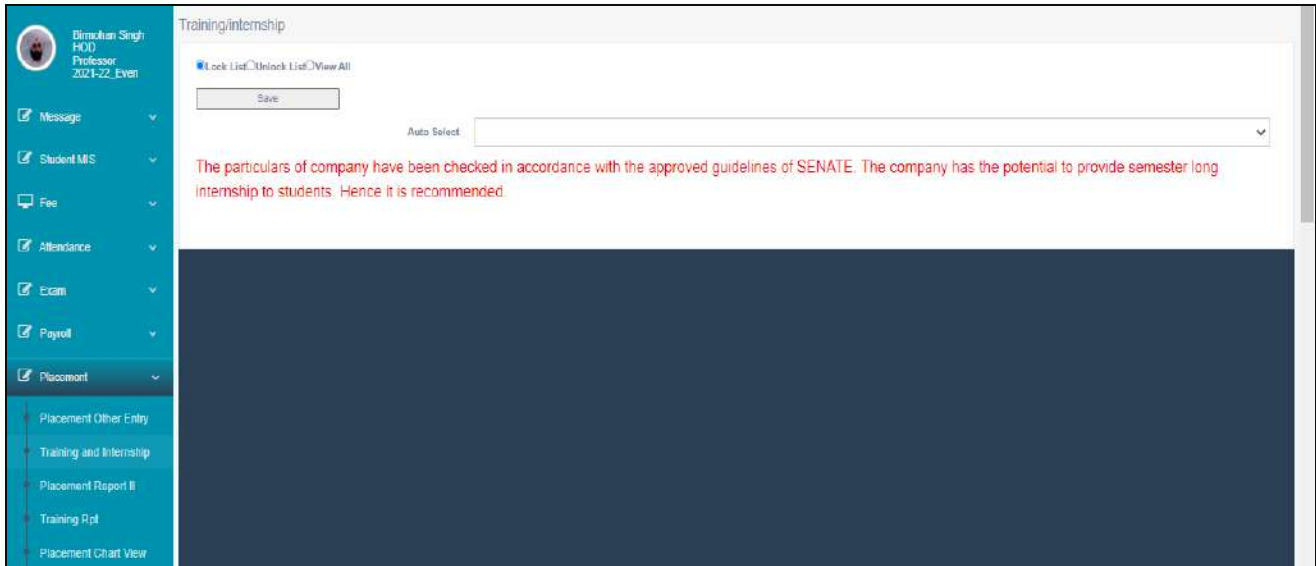 Birmohan Singh
HOD
Professor
2021-22_Even
Message
Student MIS
Fee
Attendance
Exam
Payroll
Placement
Placement Other Entry
Training and Internship
Placement Report II
Training Rpt
Placement Chart View
Training/internship
Lock List Unlock List View All
Save
Auto Select
The particulars of company have been checked in accordance with the approved guidelines of SENATE. The company has the potential to provide semester long
internship to students. Hence it is recommended.